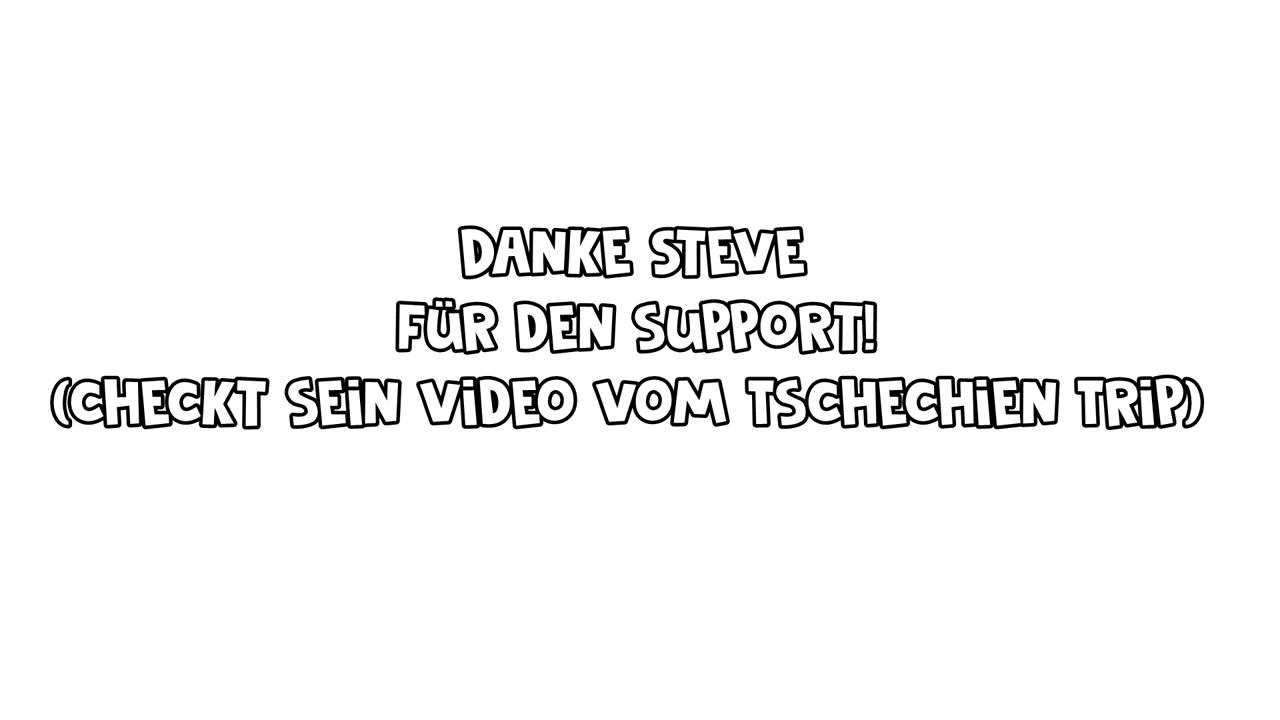 DANKE STEVE
FÜR DEN SUPPORT!
(CHECKT SEIN VIDEO VOM TSCHECHIEN TRIP)